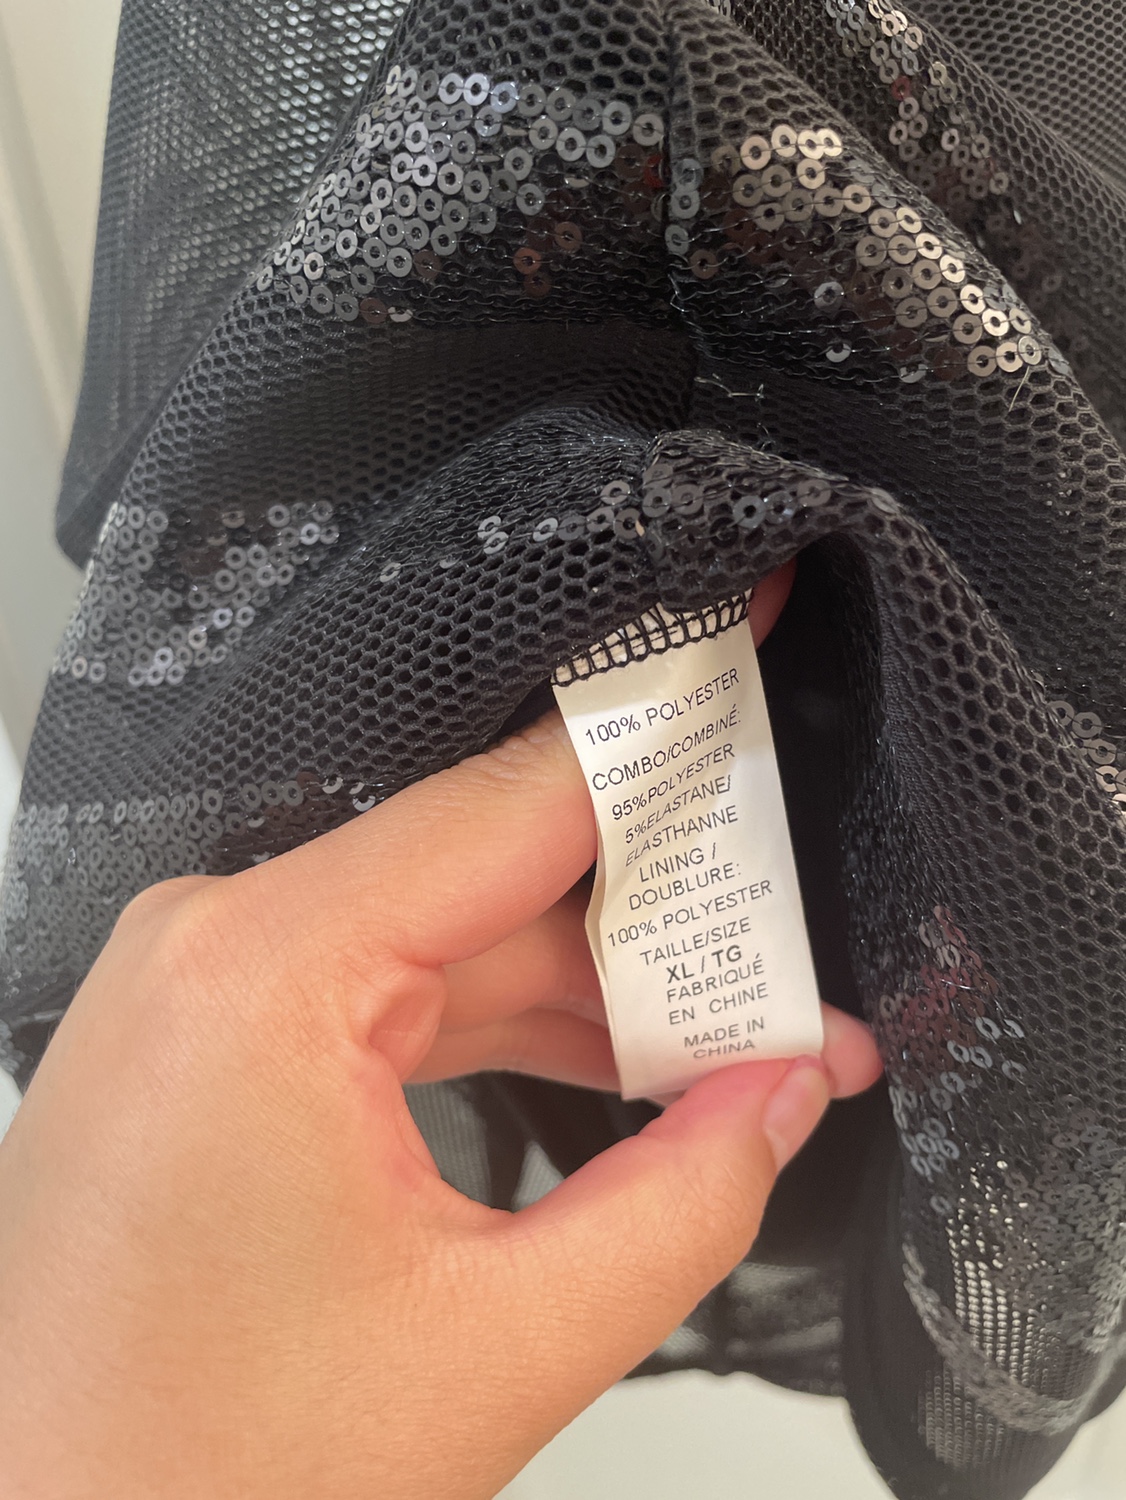 100% POLYESTER
COMBO/COMBINÉ:
95%POLYESTER
5%ELASTANE/
ELASTHANNE
LINING /
DOUBLURE:
100% POLYESTER
TAILLE/SIZE
XL / TG
FABRIQUÉ
EN CHINE
MADE IN
CHINA